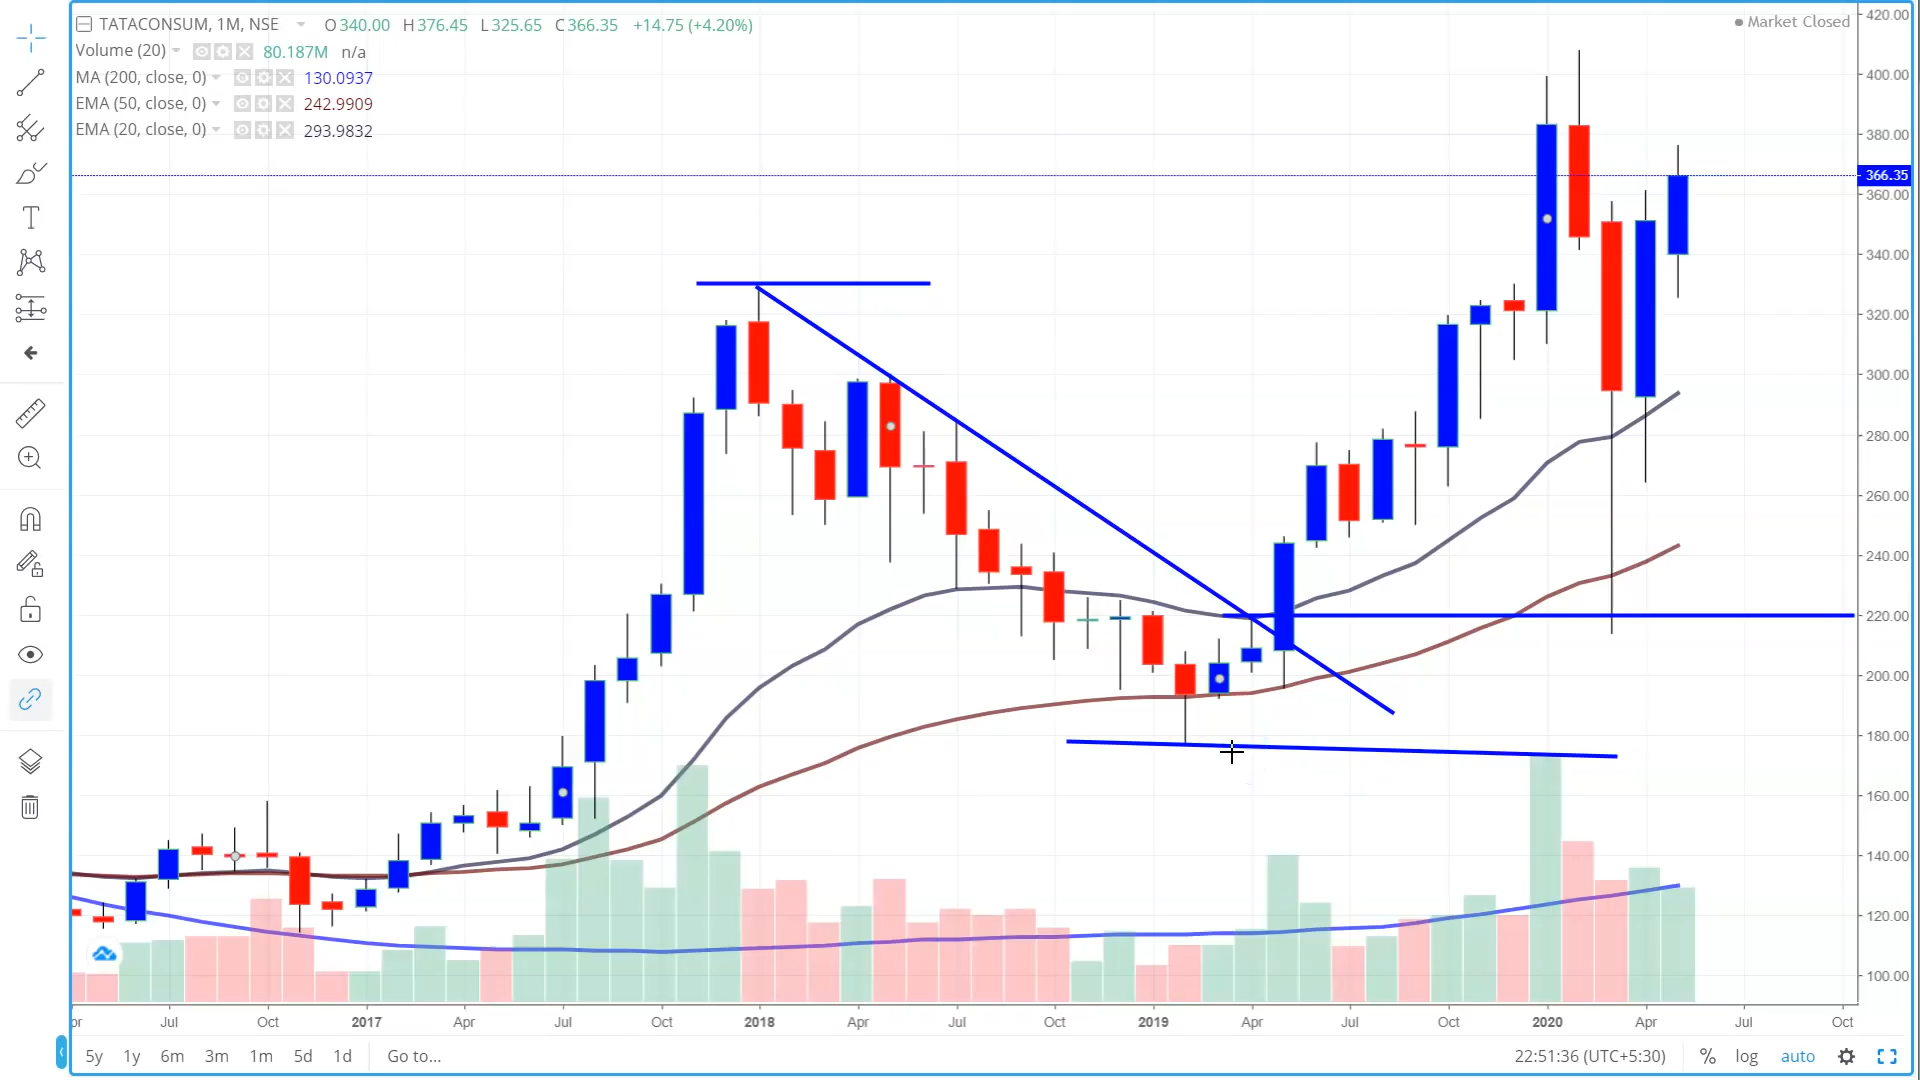 TATACONSUM, 1M, NSE O340.00 H376.45 L325.65 C366.35 +14.75 (+4.20%)
Market Closed
Volume (20) 80.187M n/a
MA (200, close, 0) 130.0937
EMA (50, close, 0) 242.9909
EMA (20, close, 0) 293.9832
420.00
400.00
380.00
366.35
360.00
340.00
320.00
300.00
280.00
260.00
240.00
220.00
200.00
180.00
160.00
140.00
120.00
100.00
pr Jul Oct 2017 Apr Jul Oct 2018 Apr Jul Oct 2019 Apr Jul Oct 2020 Apr Jul Oct
5y 1y 6m 3m 1m 5d 1d Go to... 22:51:36 (UTC+5:30) % log auto